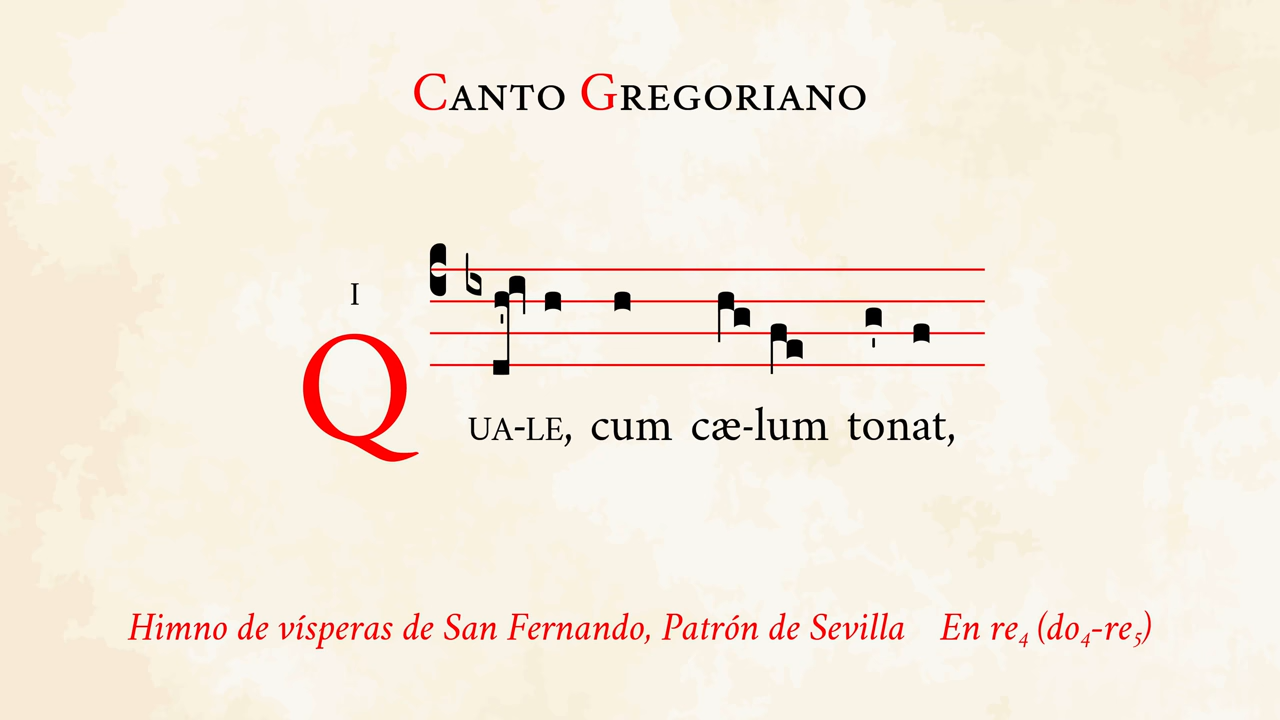 Canto Gregoriano
I
QUA-LE, cum cæ-lum tonat,
Himno de vísperas de San Fernando, Patrón de Sevilla En re₄ (do₄-re₅)